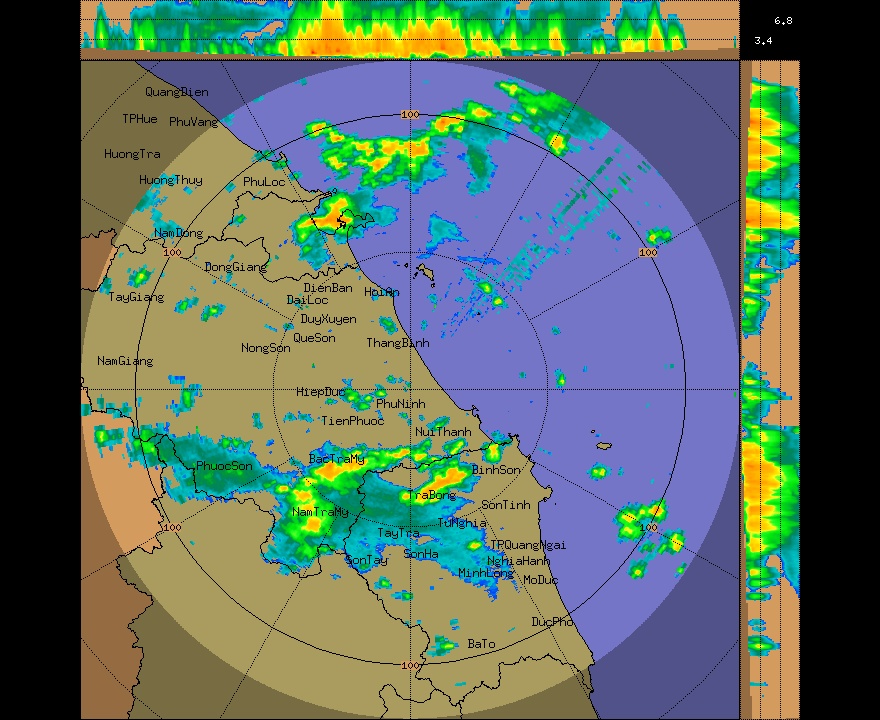 6.8
3.4
QuangDien
100
TPHue
PhuVang
HuongTra
HuongThuy
PhuLoc
NamDong
100
100
DongGiang
DienBan
HoiAn
TayGiang
DaiLoc
DuyXuyen
QueSon
ThangBinh
NongSon
NamGiang
HiepDuc
PhuNinh
TienPhuoc
NuiThanh
BacTraMy
PhuocSon
BinhSon
TraBong
SonTinh
NamTraMy
TuNghia
100
100
TayTra
TPQuangNgai
SonHa
SonTay
NghiaHanh
MinhLong
MoDuc
DucPho
BaTo
100